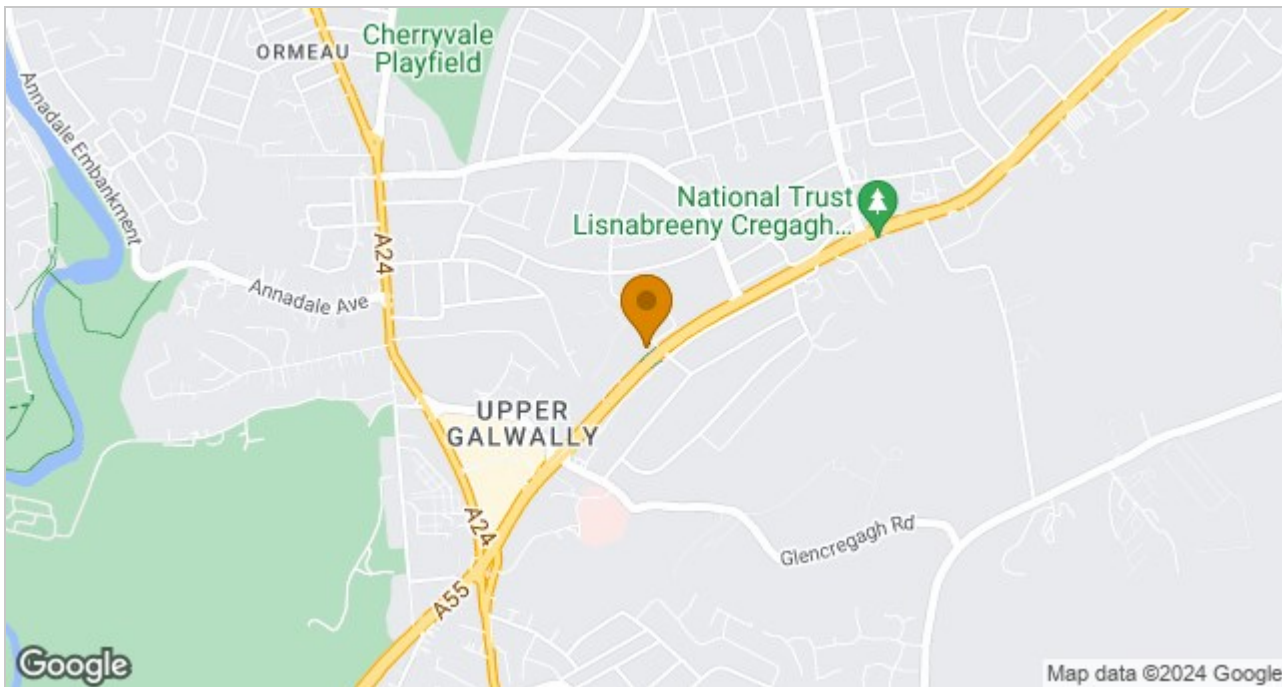 ORMEAU
Cherryvale
Playfield
Annadale Embankment
National Trust
Lisnabreeny Cregagh...
A24
Annadale Ave
UPPER
GALWALLY
A24
Glencregagh Rd
A55
Google
Map data ©2024 Google